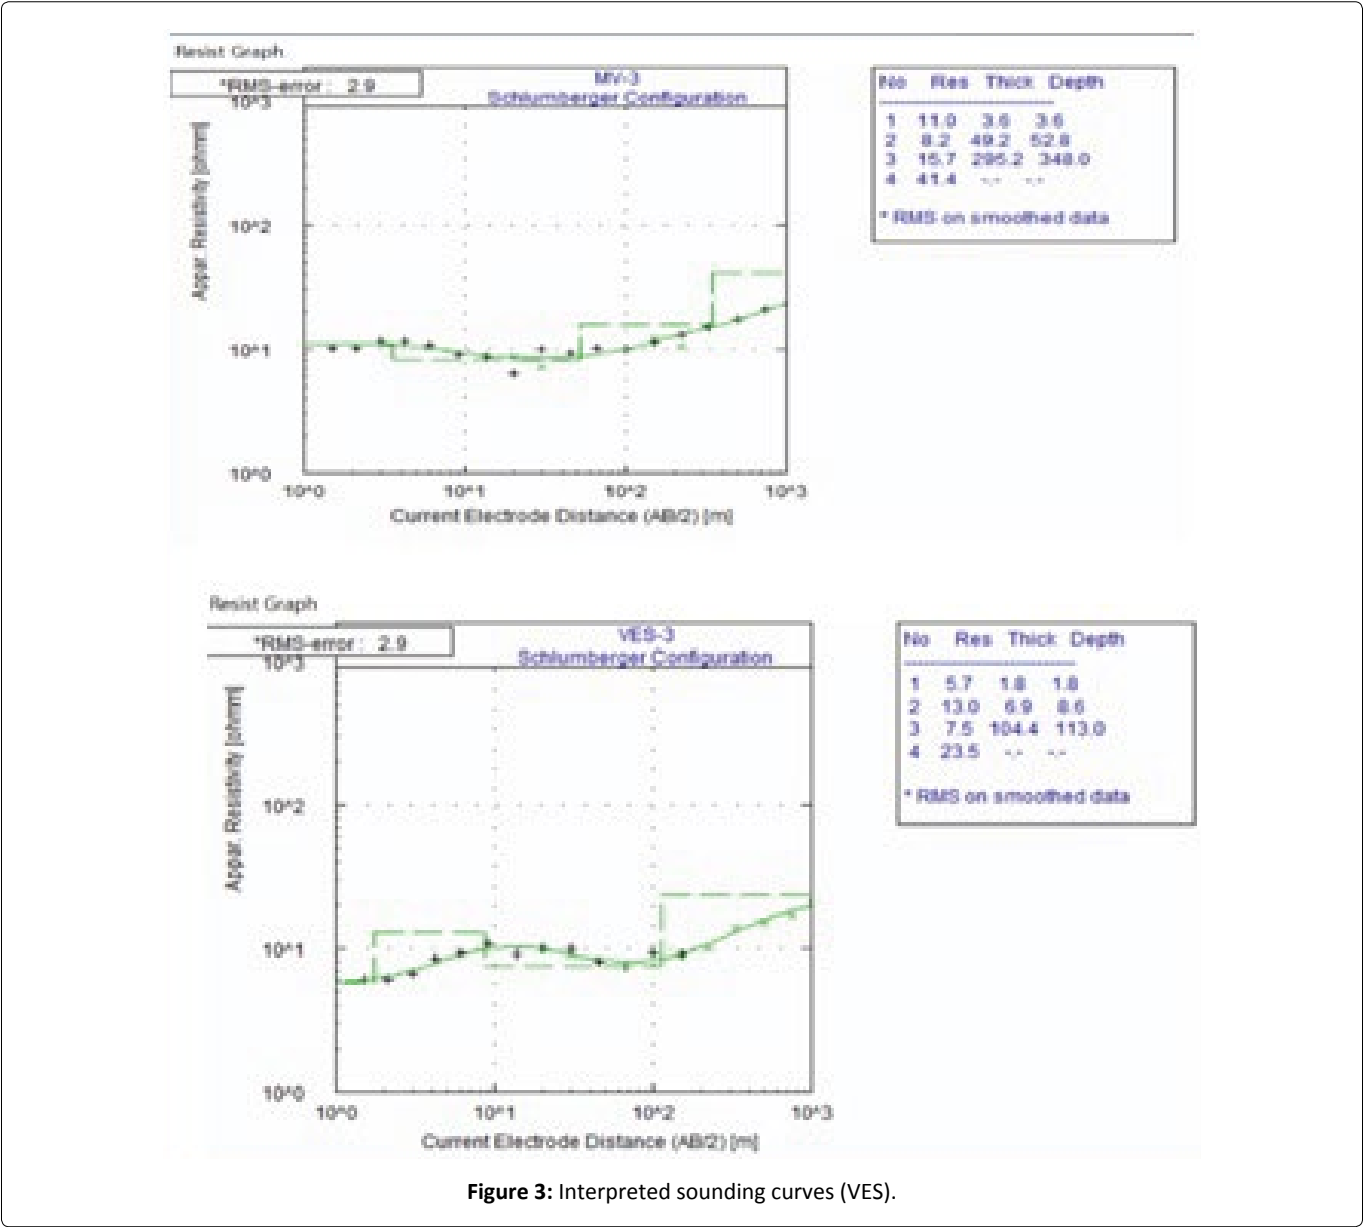 Resist Graph
*RMS-error : 2.9
MV-3
Schlumberger Configuration
10^3
10^2
10^1
10^0
Appar. Resistivity [ohmm]
10^0 10^1 10^2 10^3
Current Electrode Distance (AB/2) [m]
No Res Thick Depth
1 11.0 3.6 3.6
2 8.2 49.2 52.8
3 15.7 295.2 348.0
4 41.4 -.- -.-
* RMS on smoothed data
Resist Graph
*RMS-error : 2.9
VES-3
Schlumberger Configuration
10^3
10^2
10^1
10^0
Appar. Resistivity [ohmm]
10^0 10^1 10^2 10^3
Current Electrode Distance (AB/2) [m]
No Res Thick Depth
1 5.7 1.8 1.8
2 13.0 6.9 8.6
3 7.5 104.4 113.0
4 23.5 -.- -.-
* RMS on smoothed data
Figure 3: Interpreted sounding curves (VES).